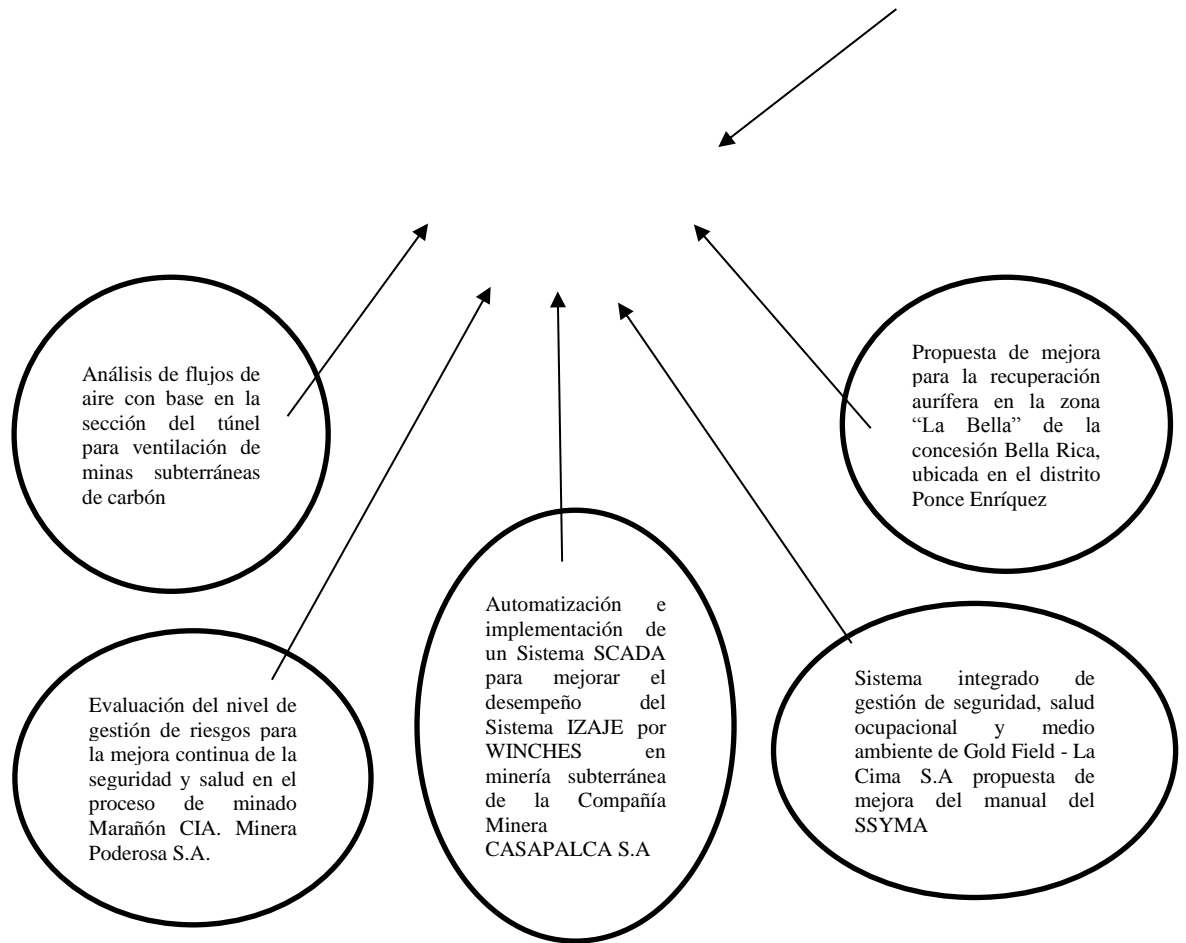 Análisis de flujos de
aire con base en la
sección del túnel
para ventilación de
minas subterráneas
de carbón
Propuesta de mejora
para la recuperación
aurífera en la zona
“La Bella” de la
concesión Bella Rica,
ubicada en el distrito
Ponce Enríquez
Evaluación del nivel de
gestión de riesgos para
la mejora continua de la
seguridad y salud en el
proceso de minado
Marañón CIA. Minera
Poderosa S.A.
Automatización e
implementación de
un Sistema SCADA
para mejorar el
desempeño del
Sistema IZAJE por
WINCHES en
minería subterránea
de la Compañía
Minera
CASAPALCA S.A
Sistema integrado de
gestión de seguridad, salud
ocupacional y medio
ambiente de Gold Field - La
Cima S.A propuesta de
mejora del manual del
SSYMA